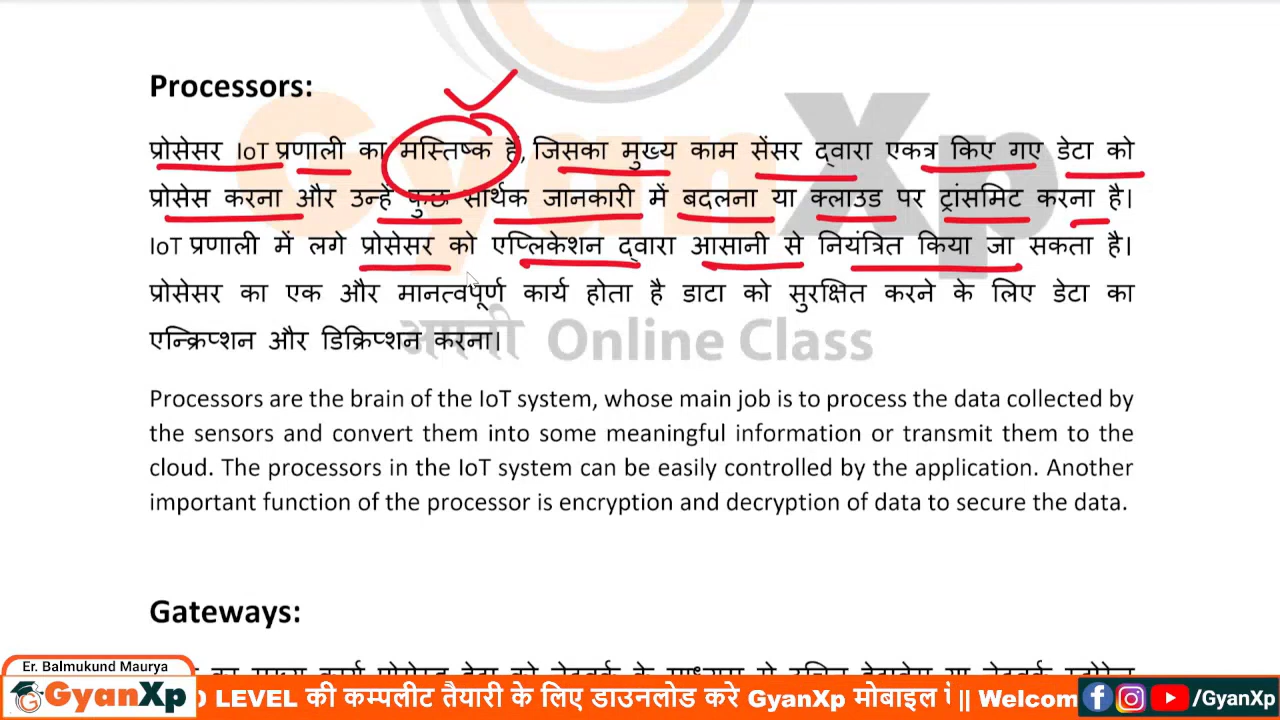 Processors:
प्रोसेसर IoT प्रणाली का मस्तिष्क हैं, जिसका मुख्य काम सेंसर द्वारा एकत्र किए गए डेटा को
प्रोसेस करना और उन्हें कुछ सार्थक जानकारी में बदलना या क्लाउड पर ट्रांसमिट करना है।
IoT प्रणाली में लगे प्रोसेसर को एप्लिकेशन द्वारा आसानी से नियंत्रित किया जा सकता है।
प्रोसेसर का एक और मानत्वपूर्ण कार्य होता है डाटा को सुरक्षित करने के लिए डेटा का
एन्क्रिप्शन और डिक्रिप्शन करना।
GyanXp
अपनी Online Class
Processors are the brain of the IoT system, whose main job is to process the data collected by
the sensors and convert them into some meaningful information or transmit them to the
cloud. The processors in the IoT system can be easily controlled by the application. Another
important function of the processor is encryption and decryption of data to secure the data.
Gateways:
Er. Balmukund Maurya
GyanXp
O LEVEL की कम्पलीट तैयारी के लिए डाउनलोड करे GyanXp मोबाइल || Welcom
/GyanXp